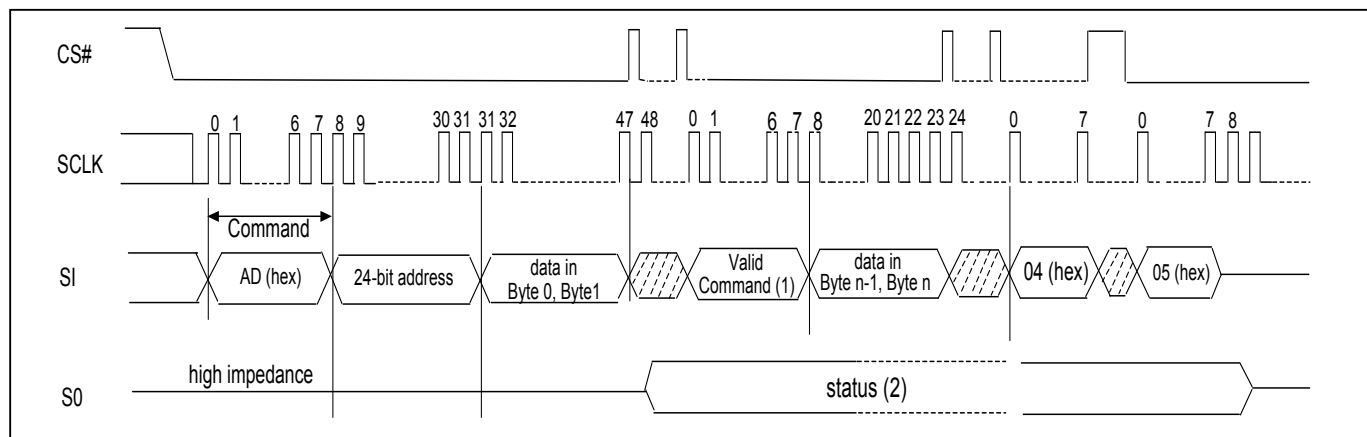 CS#
0 1 6 7 8 9 30 31 31 32 47 48 0 1 6 7 8 20 21 22 23 24 0 7 0 7 8
SCLK
Command
SI
AD (hex)
24-bit address
data in
Byte 0, Byte1
Valid
Command (1)
data in
Byte n-1, Byte n
04 (hex)
05 (hex)
high impedance
S0
status (2)